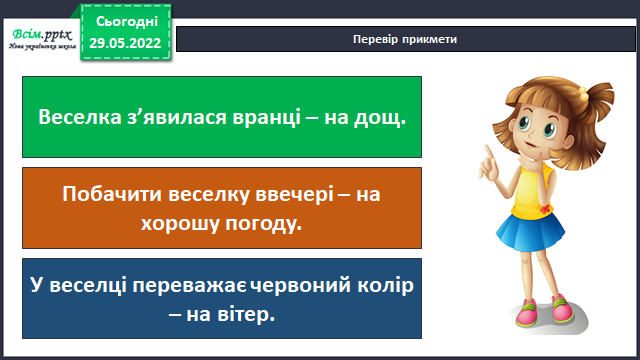 Всім.pptx
Нова українська школа
Сьогодні
29.05.2022
Перевір прикмети
Веселка з’явилася вранці – на дощ.
Побачити веселку ввечері – на
хорошу погоду.
У веселці переважає червоний колір
– на вітер.